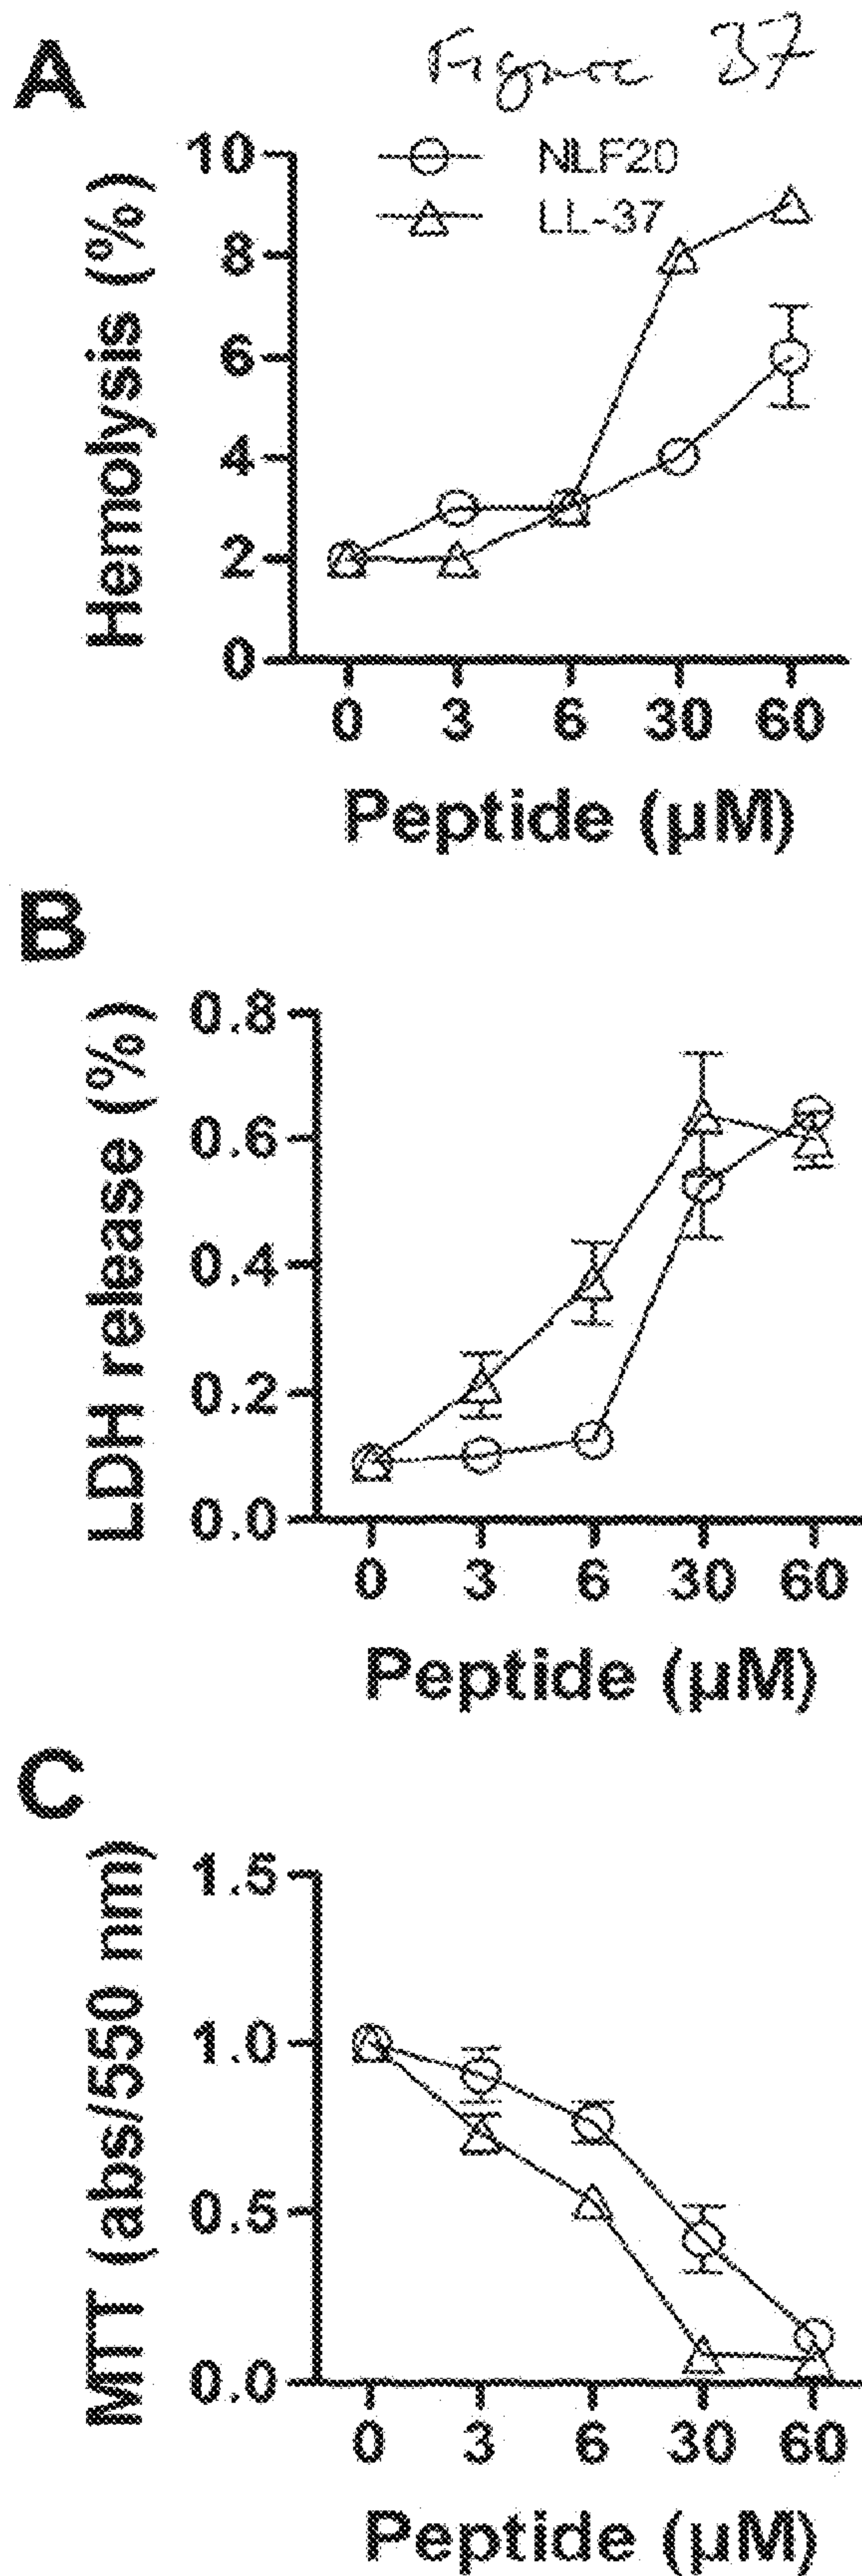 A
Figure 37
NLF20
LL-37
Hemolysis (%)
10
8
6
4
2
0
0 3 6 30 60
Peptide (µM)
B
LDH release (%)
0.8
0.6
0.4
0.2
0.0
0 3 6 30 60
Peptide (µM)
C
MTT (abs/550 nm)
1.5
1.0
0.5
0.0
0 3 6 30 60
Peptide (µM)